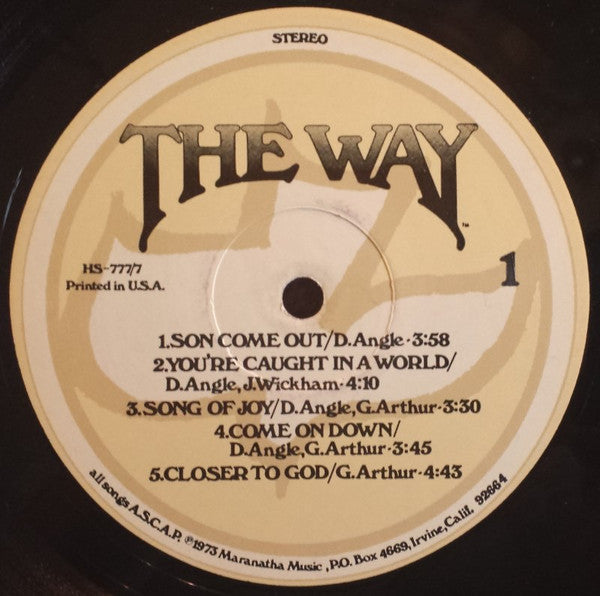 STEREO
THE WAY™
HS-777/7
Printed in U.S.A.
1
1.SON COME OUT/D.Angle·3:58
2.YOU'RE CAUGHT IN A WORLD/
D.Angle,J.Wickham·4:10
3.SONG OF JOY/D.Angle,G.Arthur·3:30
4.COME ON DOWN/
D.Angle,G.Arthur·3:45
5.CLOSER TO GOD/G.Arthur·4:43
all songs A.S.C.A.P. ℗1973 Maranatha Music, P.O. Box 4669, Irvine, Calif. 92664